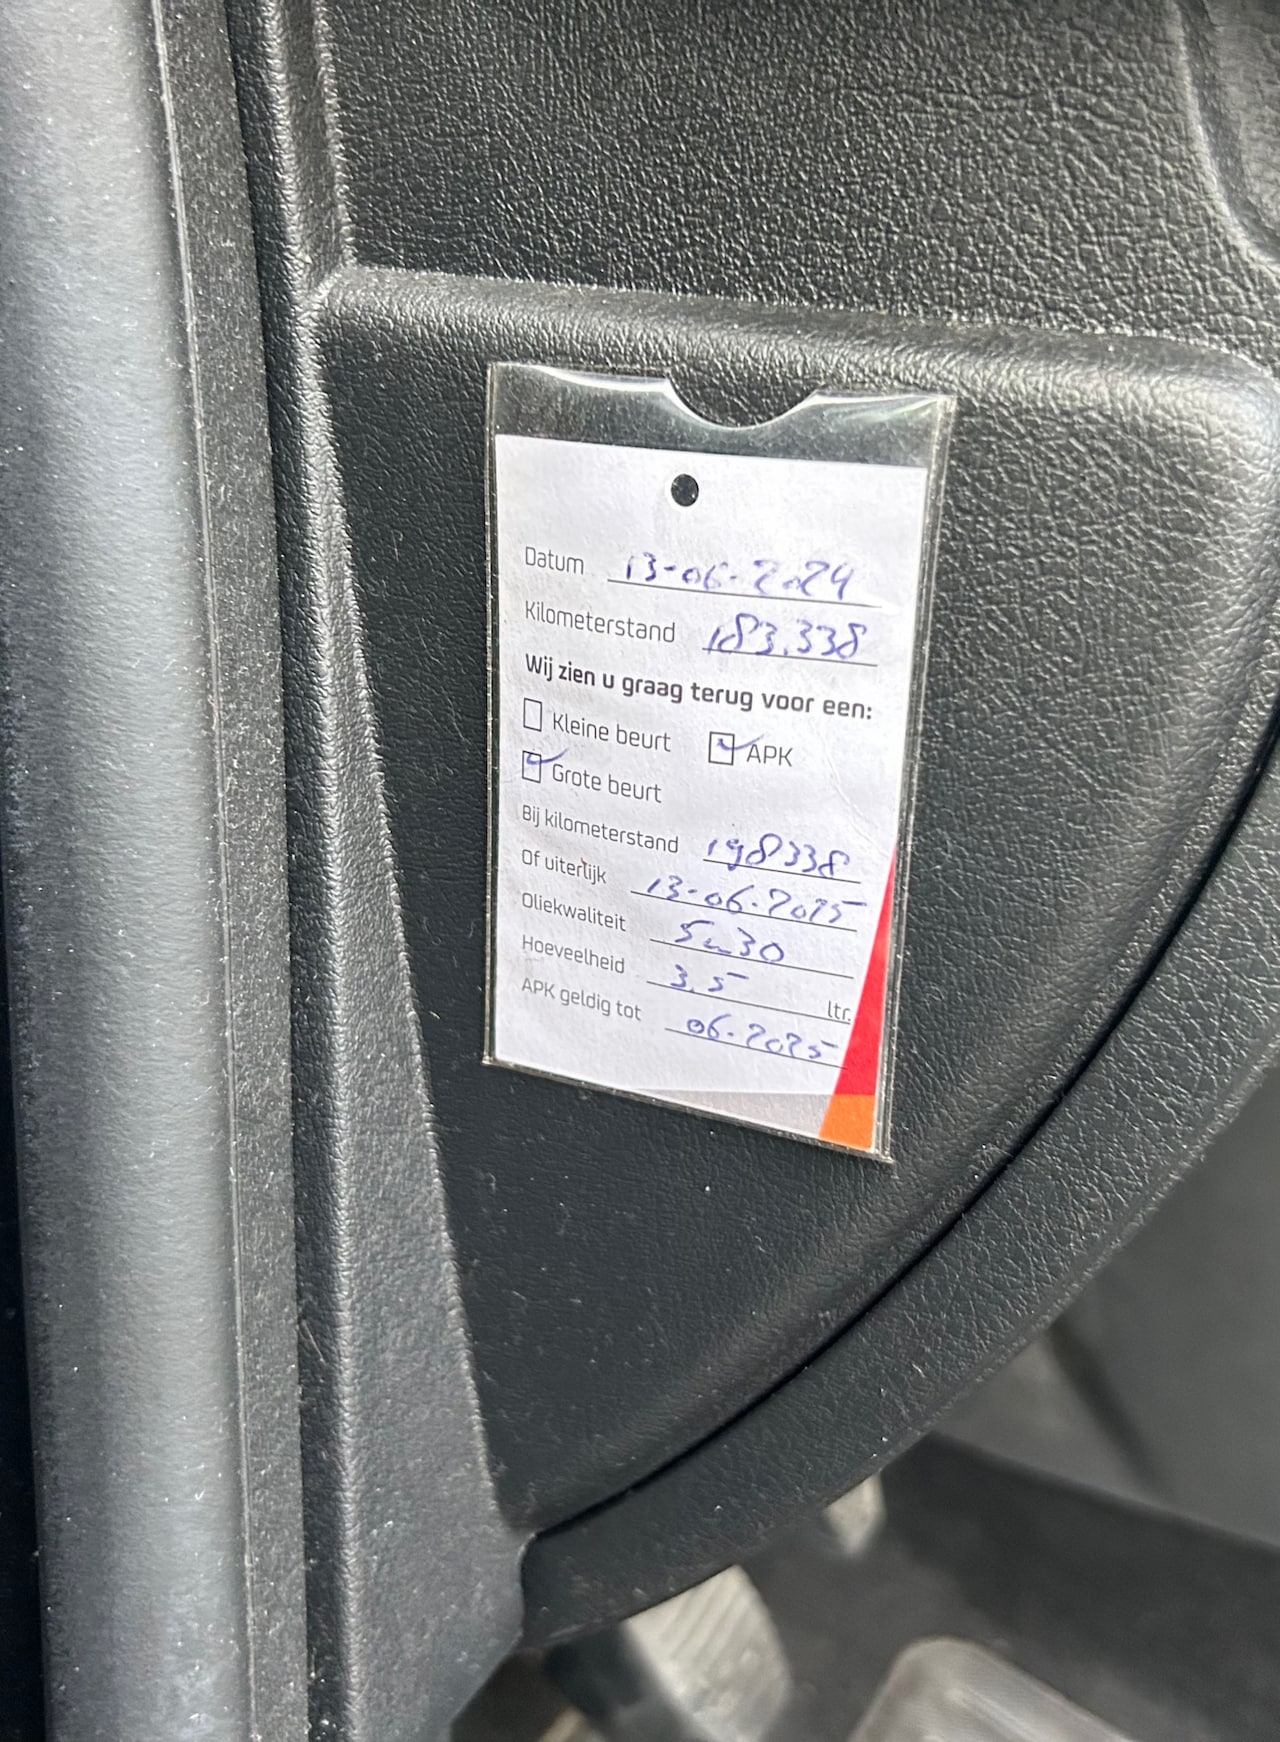 Datum 13-06-2024
Kilometerstand 183.338
Wij zien u graag terug voor een:
Kleine beurt APK
Grote beurt
Bij kilometerstand 198338
Of uiterlijk 13-06-2025
Oliekwaliteit 5w30
Hoeveelheid 3.5 ltr.
APK geldig tot 06-2025